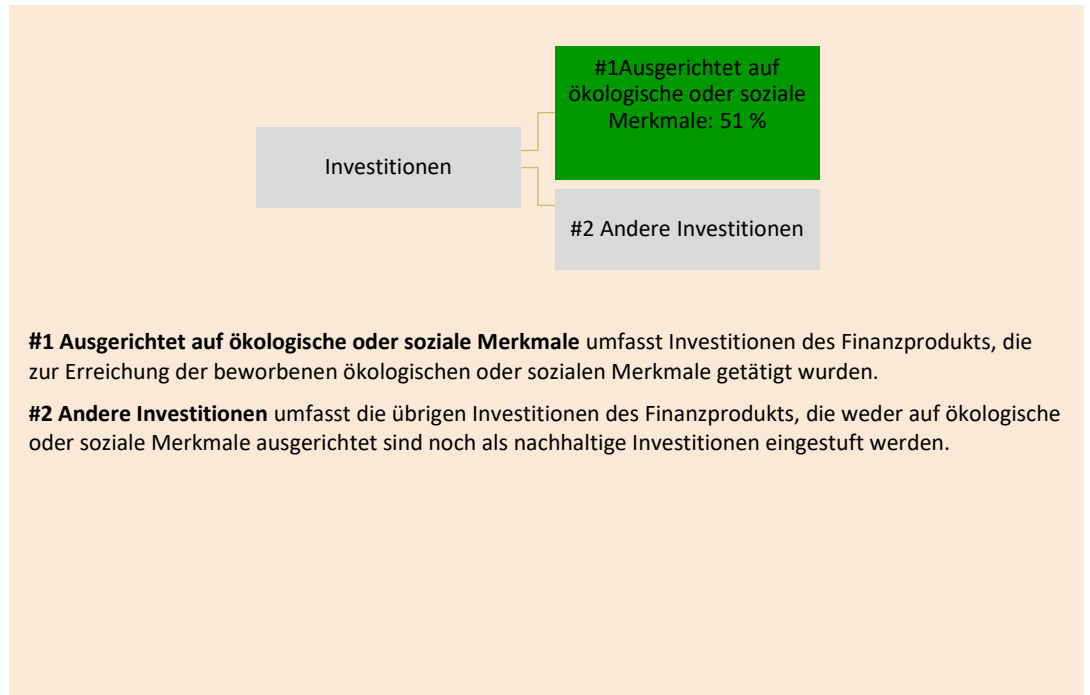 #1Ausgerichtet auf
ökologische oder soziale
Merkmale: 51 %
Investitionen
#2 Andere Investitionen
#1 Ausgerichtet auf ökologische oder soziale Merkmale umfasst Investitionen des Finanzprodukts, die
zur Erreichung der beworbenen ökologischen oder sozialen Merkmale getätigt wurden.
#2 Andere Investitionen umfasst die übrigen Investitionen des Finanzprodukts, die weder auf ökologische
oder soziale Merkmale ausgerichtet sind noch als nachhaltige Investitionen eingestuft werden.